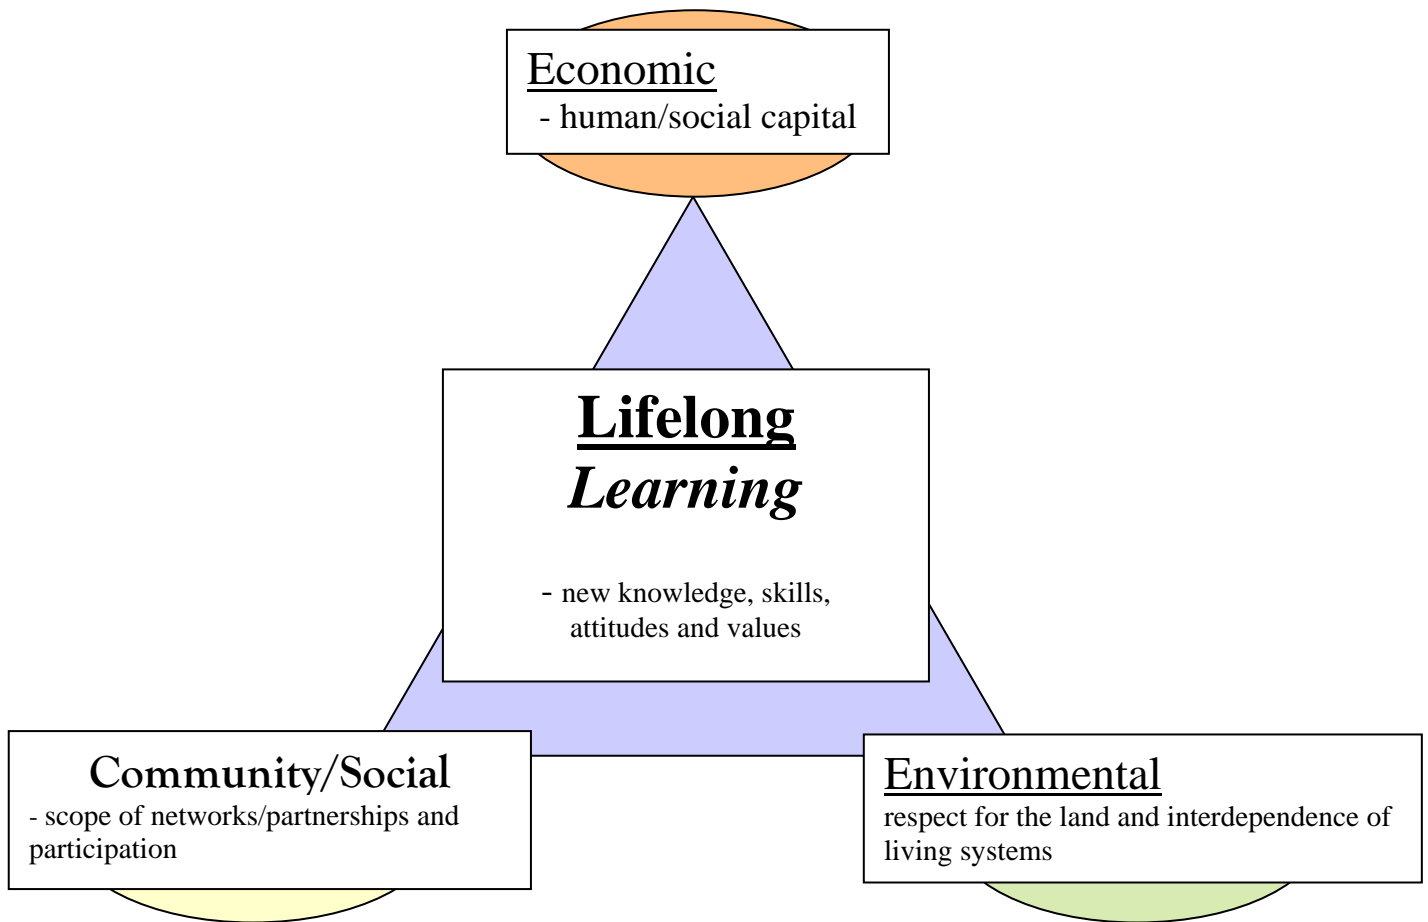 Economic
- human/social capital
Lifelong
Learning
- new knowledge, skills,
attitudes and values
Community/Social
- scope of networks/partnerships and
participation
Environmental
respect for the land and interdependence of
living systems